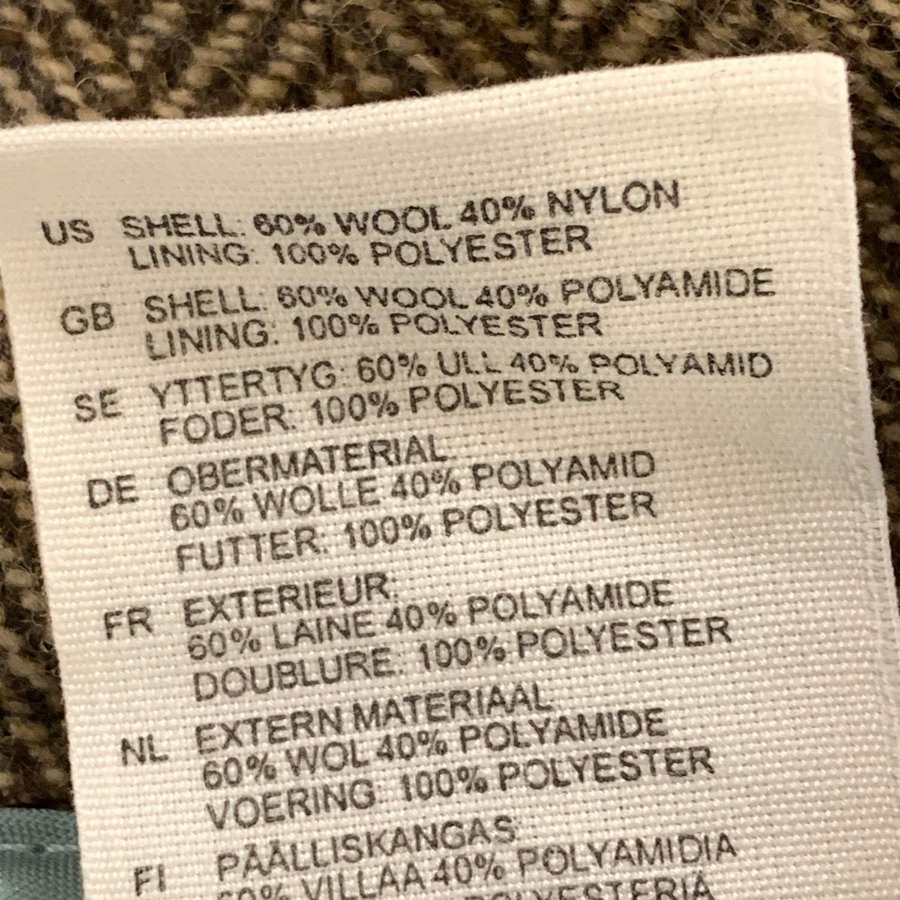 US SHELL: 60% WOOL 40% NYLON
LINING: 100% POLYESTER
GB SHELL: 60% WOOL 40% POLYAMIDE
LINING: 100% POLYESTER
SE YTTERTYG: 60% ULL 40% POLYAMID
FODER: 100% POLYESTER
DE OBERMATERIAL:
60% WOLLE 40% POLYAMID
FUTTER: 100% POLYESTER
FR EXTERIEUR:
60% LAINE 40% POLYAMIDE
DOUBLURE: 100% POLYESTER
NL EXTERN MATERIAAL:
60% WOL 40% POLYAMIDE
VOERING: 100% POLYESTER
FI PÄÄLLISKANGAS:
60% VILLAA 40% POLYAMIDIA
POLYESTERIÄ